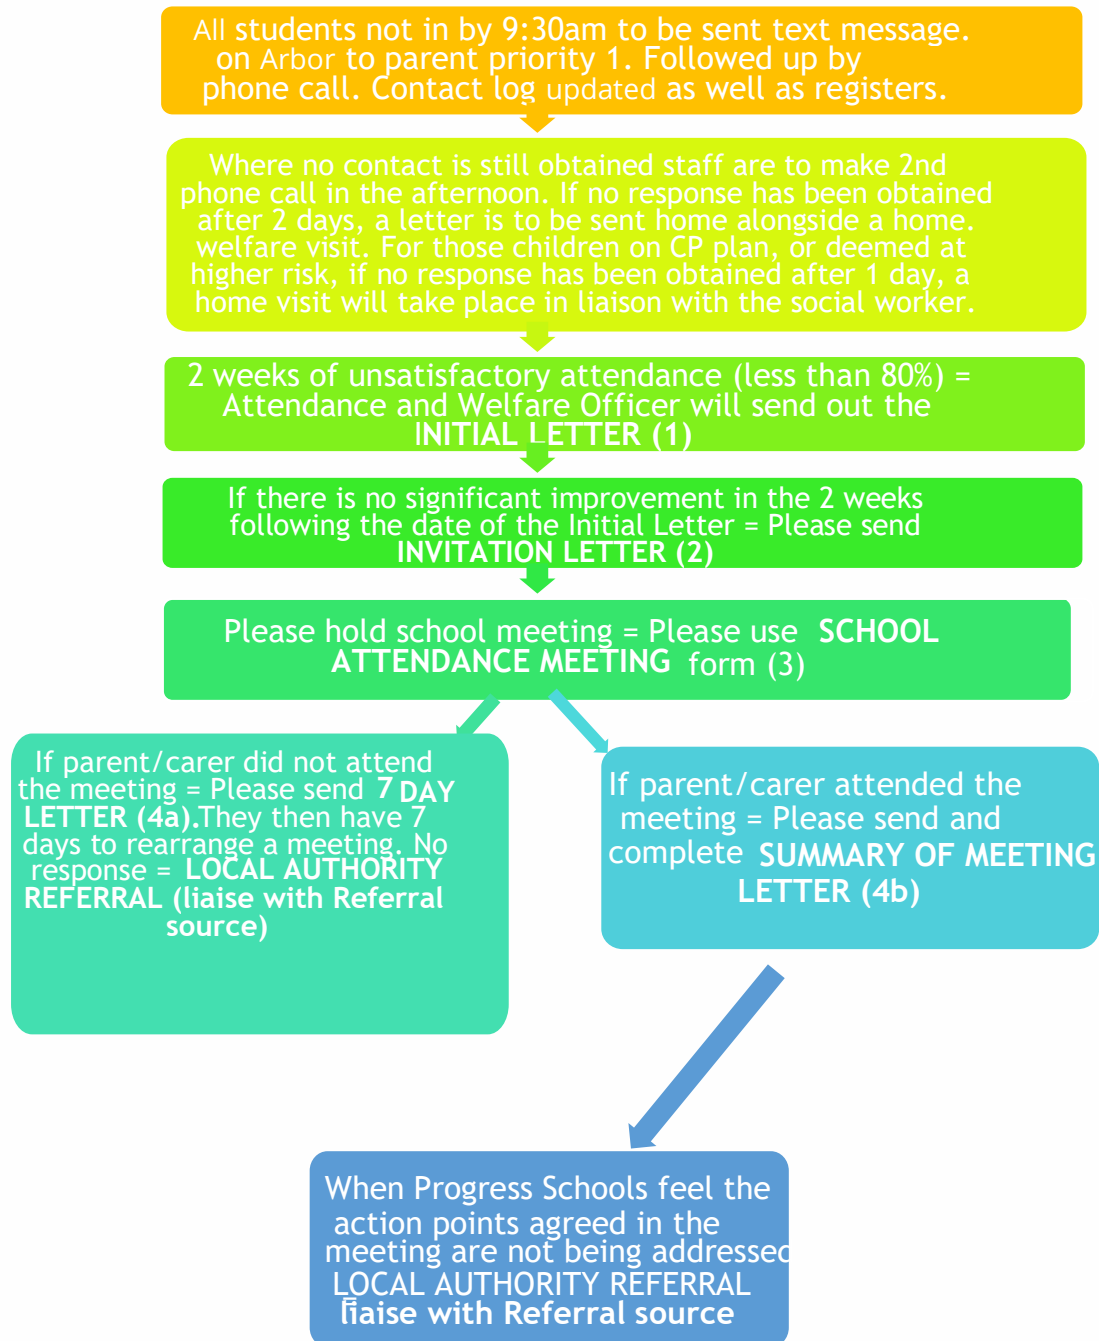 All students not in by 9:30am to be sent text message.
on Arbor to parent priority 1. Followed up by
phone call. Contact log updated as well as registers.
Where no contact is still obtained staff are to make 2nd
phone call in the afternoon. If no response has been obtained
after 2 days, a letter is to be sent home alongside a home.
welfare visit. For those children on CP plan, or deemed at
higher risk, if no response has been obtained after 1 day, a
home visit will take place in liaison with the social worker.
2 weeks of unsatisfactory attendance (less than 80%) =
Attendance and Welfare Officer will send out the
INITIAL LETTER (1)
If there is no significant improvement in the 2 weeks
following the date of the Initial Letter = Please send
INVITATION LETTER (2)
Please hold school meeting = Please use SCHOOL
ATTENDANCE MEETING form (3)
If parent/carer did not attend
the meeting = Please send 7 DAY
LETTER (4a).They then have 7
days to rearrange a meeting. No
response = LOCAL AUTHORITY
REFERRAL (liaise with Referral
source)
If parent/carer attended the
meeting = Please send and
complete SUMMARY OF MEETING
LETTER (4b)
When Progress Schools feel the
action points agreed in the
meeting are not being addressed
LOCAL AUTHORITY REFERRAL
liaise with Referral source